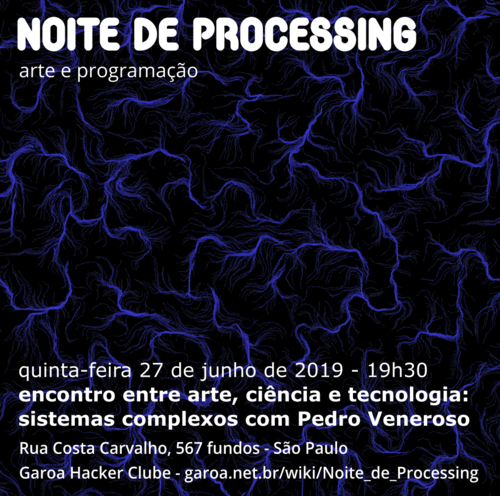 NOITE DE PROCESSING
arte e programação
quinta-feira 27 de junho de 2019 - 19h30
encontro entre arte, ciência e tecnologia:
sistemas complexos com Pedro Veneroso
Rua Costa Carvalho, 567 fundos - São Paulo
Garoa Hacker Clube - garoa.net.br/wiki/Noite_de_Processing